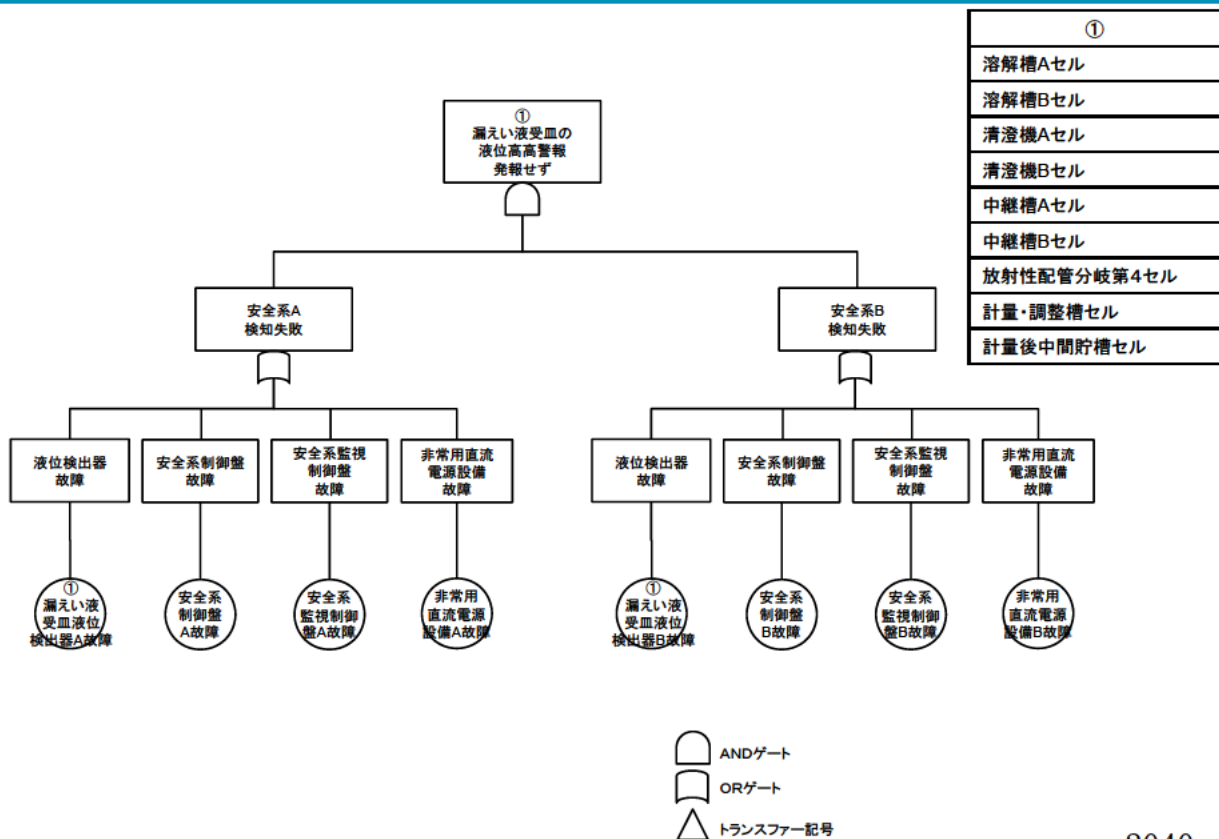 ①
溶解槽Aセル
溶解槽Bセル
清澄機Aセル
清澄機Bセル
中継槽Aセル
中継槽Bセル
放射性配管分岐第4セル
計量・調整槽セル
計量後中間貯槽セル
①
漏えい液受皿の
液位高高警報
発報せず
安全系A
検知失敗
安全系B
検知失敗
液位検出器
故障
安全系制御盤
故障
安全系監視
制御盤
故障
非常用直流
電源設備
故障
液位検出器
故障
安全系制御盤
故障
安全系監視
制御盤
故障
非常用直流
電源設備
故障
①
漏えい液
受皿液位
検出器A故障
安全系
制御盤
A故障
安全系
監視制御
盤A故障
非常用
直流電源
設備A故障
①
漏えい液
受皿液位
検出器B故障
安全系
制御盤
B故障
安全系
監視制御
盤B故障
非常用
直流電源
設備B故障
ANDゲート
ORゲート
トランスファー記号